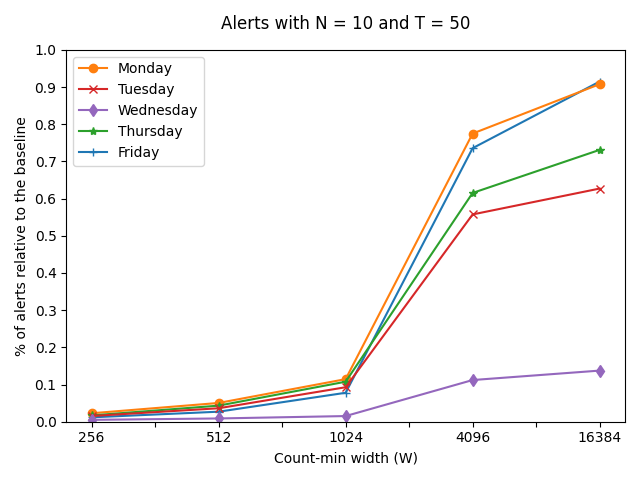 Alerts with N = 10 and T = 50
% of alerts relative to the baseline
1.0
0.9
0.8
0.7
0.6
0.5
0.4
0.3
0.2
0.1
0.0
Monday
Tuesday
Wednesday
Thursday
Friday
256 512 1024 4096 16384
Count-min width (W)